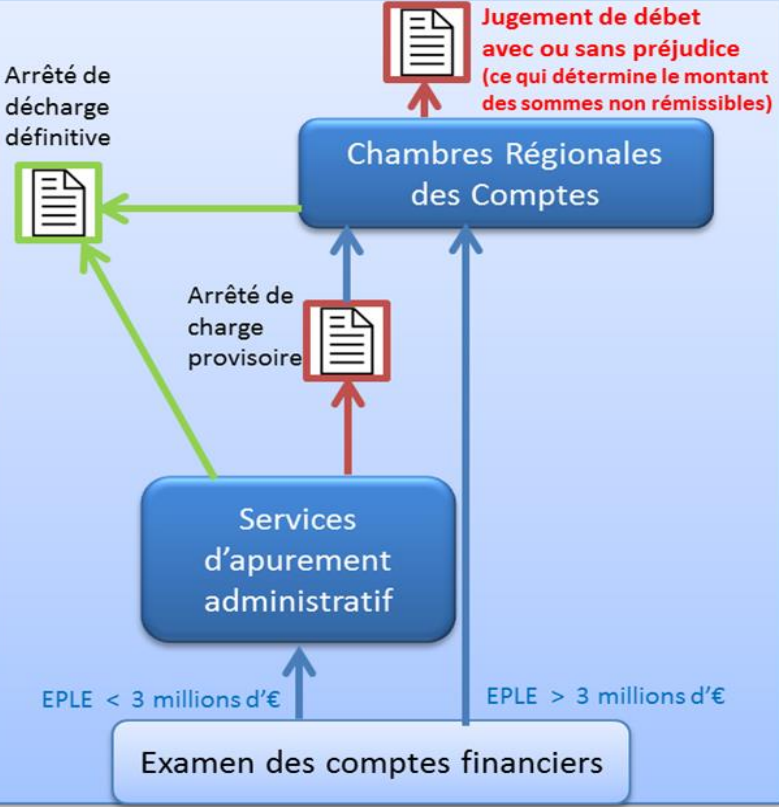 Jugement de débet
avec ou sans préjudice
(ce qui détermine le montant
des sommes non rémissibles)
Arrêté de
décharge
définitive
Chambres Régionales
des Comptes
Arrêté de
charge
provisoire
Services
d’apurement
administratif
EPLE < 3 millions d’€
EPLE > 3 millions d’€
Examen des comptes financiers